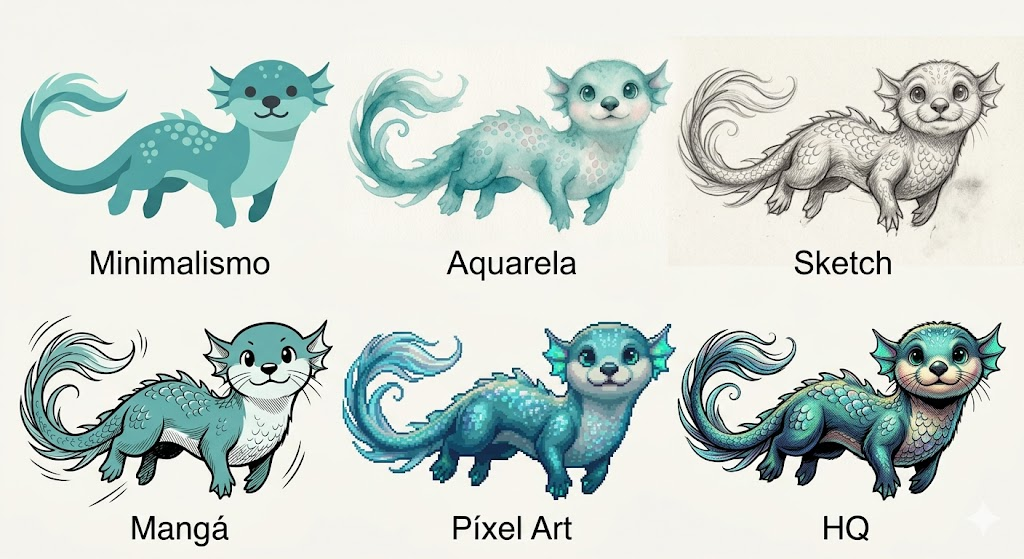 Minimalismo
Aquarela
Sketch
Mangá
Píxel Art
HQ